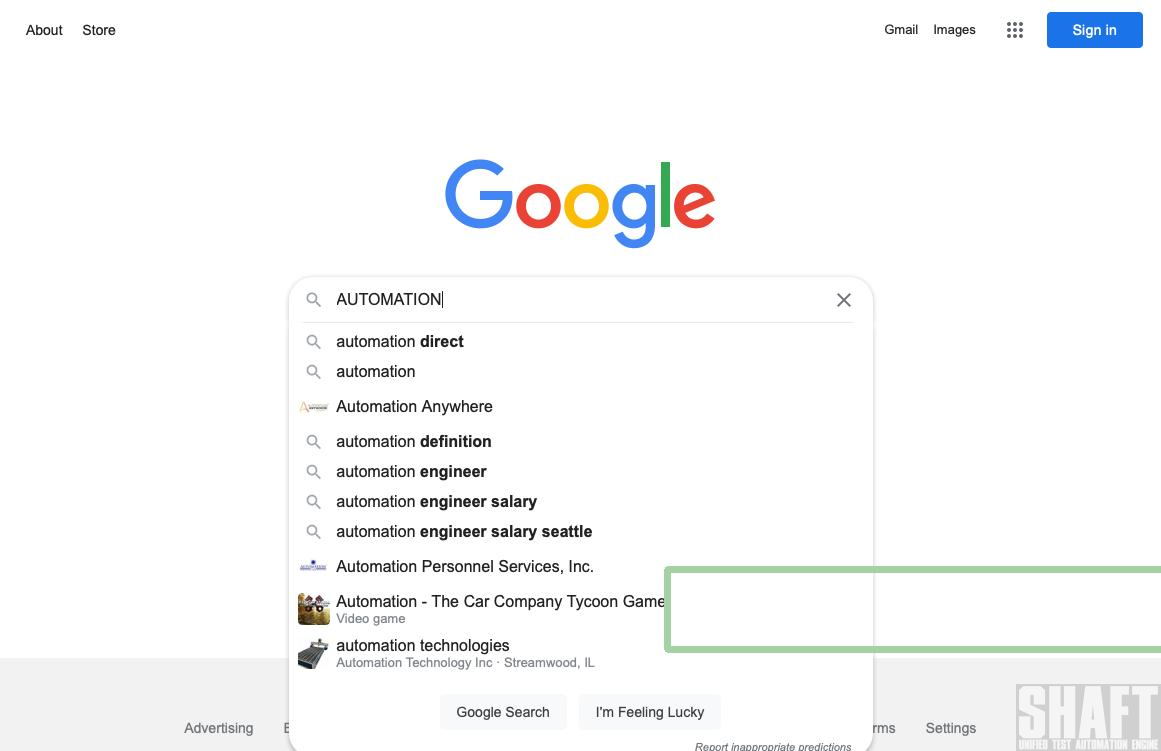 About Store Gmail Images Sign in
Google
AUTOMATION
automation direct
automation
Automation Anywhere
automation definition
automation engineer
automation engineer salary
automation engineer salary seattle
Automation Personnel Services, Inc.
Automation - The Car Company Tycoon Game
Video game
automation technologies
Automation Technology Inc · Streamwood, IL
Google Search I'm Feeling Lucky
Advertising Settings
Report inappropriate predictions
SHAFT
UNIFIED TEST AUTOMATION ENGINE